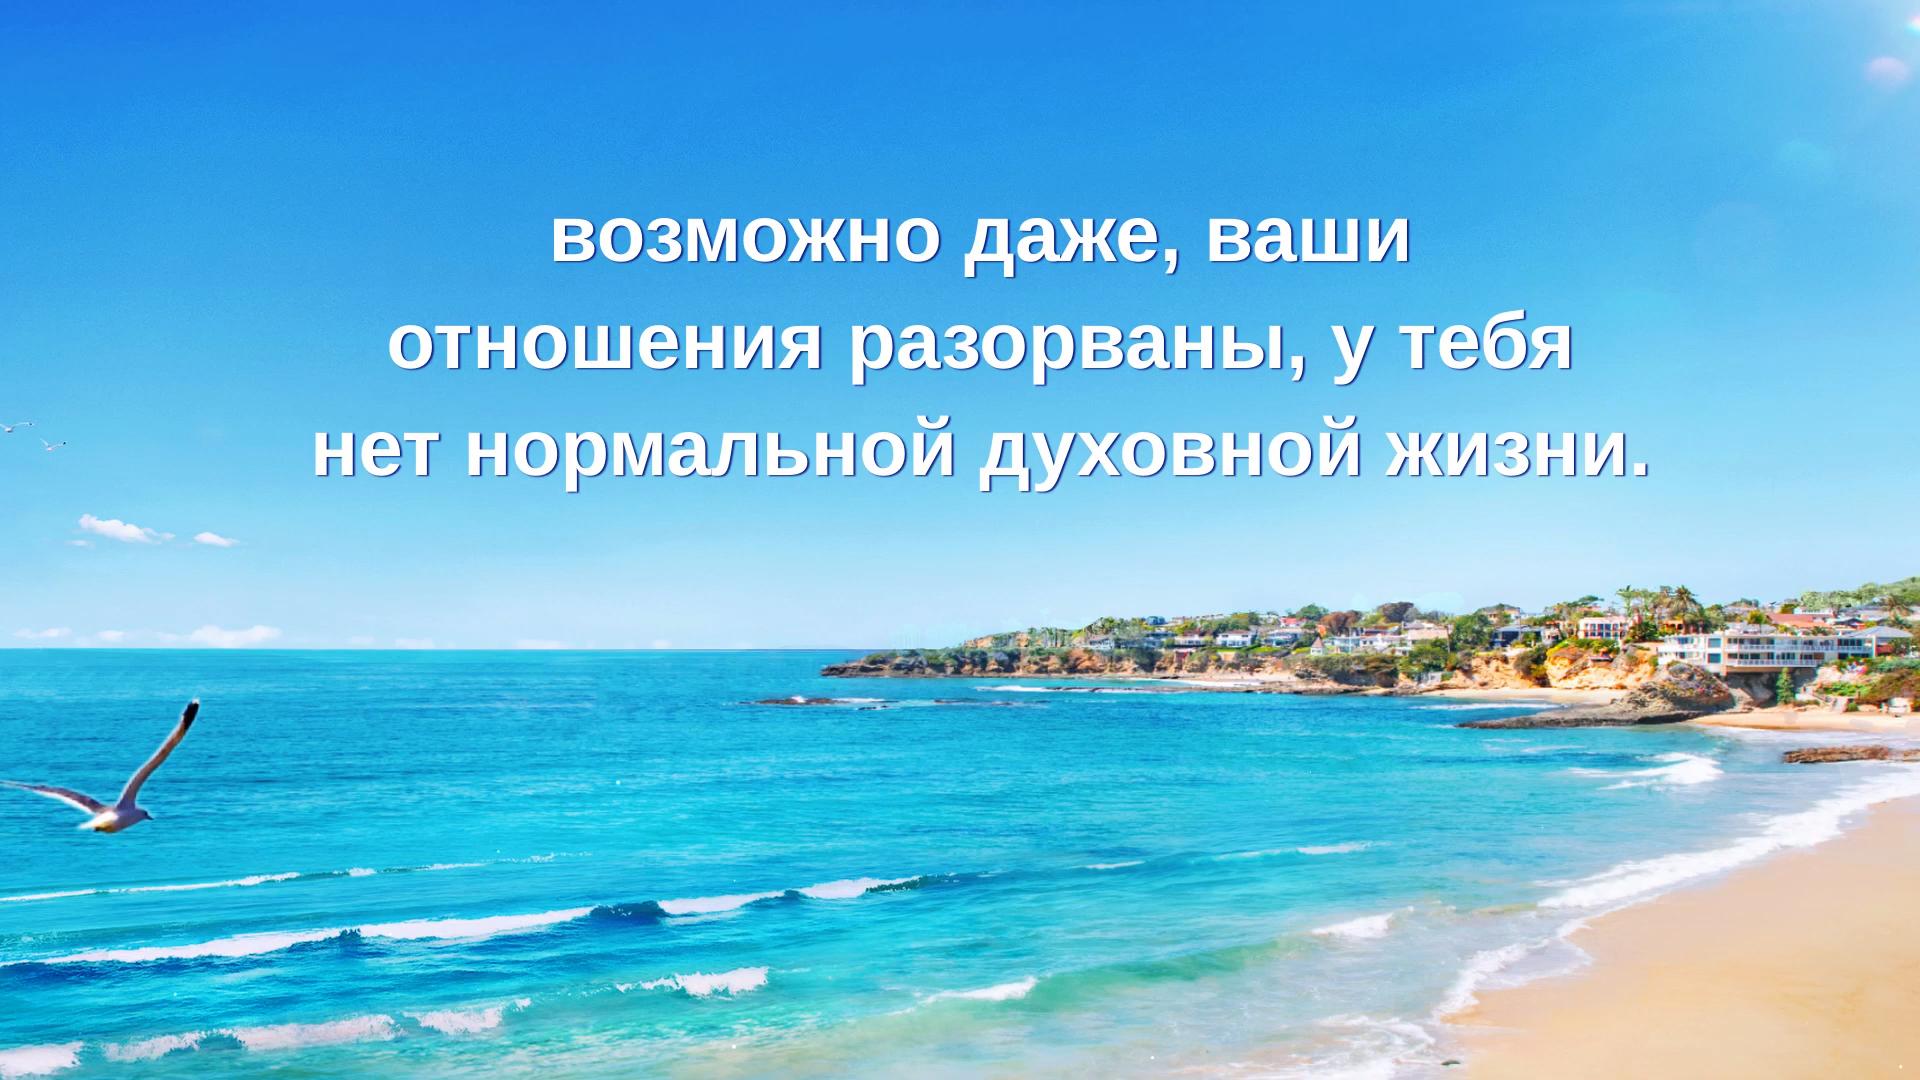 возможно даже, ваши
отношения разорваны, у тебя
нет нормальной духовной жизни.